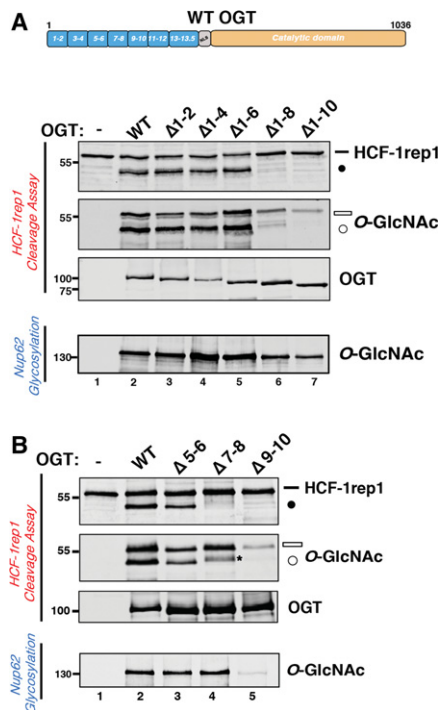 A
WT OGT
1 1036
1-2 3-4 5-6 7-8 9-10 11-12 13-13.5 Catalytic domain
OGT: - WT Δ1-2 Δ1-4 Δ1-6 Δ1-8 Δ1-10
HCF-1rep1 Cleavage Assay
55 HCF-1rep1
55 O-GlcNAc
100 OGT
75
Nup62 Glycosylation
130 O-GlcNAc
1 2 3 4 5 6 7
B
OGT: - WT Δ5-6 Δ7-8 Δ9-10
HCF-1rep1 Cleavage Assay
55 HCF-1rep1
55 * O-GlcNAc
100 OGT
Nup62 Glycosylation
130 O-GlcNAc
1 2 3 4 5